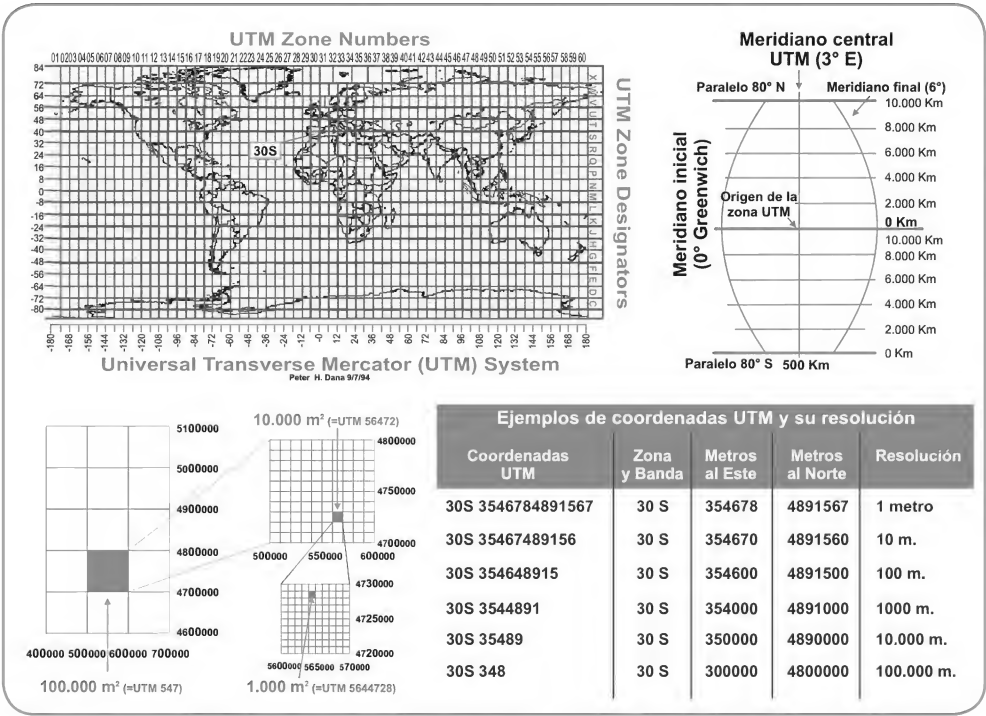 UTM Zone Numbers
01 02 03 04 05 06 07 08 09 10 11 12 13 14 15 16 17 18 19 20 21 22 23 24 25 26 27 28 29 30 31 32 33 34 35 36 37 38 39 40 41 42 43 44 45 46 47 48 49 50 51 52 53 54 55 56 57 58 59 60
84
72
64
56
48
40
32
24
16
8
0
-8
-16
-24
-32
-40
-48
-56
-64
-72
-80
30S
X
W
V
U
T
S
R
Q
P
N
M
L
K
J
H
G
F
E
D
C
UTM Zone Designators
-180 -168 -156 -144 -132 -120 -108 -96 -84 -72 -60 -48 -36 -24 -12 -0 12 24 36 48 60 72 84 96 108 120 132 144 156 168 180
Universal Transverse Mercator (UTM) System
Peter H. Dana 9/7/94
Meridiano central
UTM (3° E)
Paralelo 80° N
Meridiano final (6°)
10.000 Km
8.000 Km
6.000 Km
4.000 Km
2.000 Km
0 Km
10.000 Km
8.000 Km
6.000 Km
4.000 Km
2.000 Km
0 Km
Meridiano inicial
(0° Greenwich)
Origen de la
zona UTM
Paralelo 80° S
500 Km
5100000
5000000
4900000
4800000
4700000
4600000
400000 500000 600000 700000
100.000 m² (=UTM 547)
10.000 m² (=UTM 56472)
4800000
4750000
4700000
500000 550000 600000
4730000
4725000
4720000
560000 565000 570000
1.000 m² (=UTM 5644728)
Ejemplos de coordenadas UTM y su resolución
Coordenadas UTM | Zona y Banda | Metros al Este | Metros al Norte | Resolución
30S 3546784891567 30 S 354678 4891567 1 metro
30S 35467489156 30 S 354670 4891560 10 m.
30S 354648915 30 S 354600 4891500 100 m.
30S 3544891 30 S 354000 4891000 1000 m.
30S 35489 30 S 350000 4890000 10.000 m.
30S 348 30 S 300000 4800000 100.000 m.